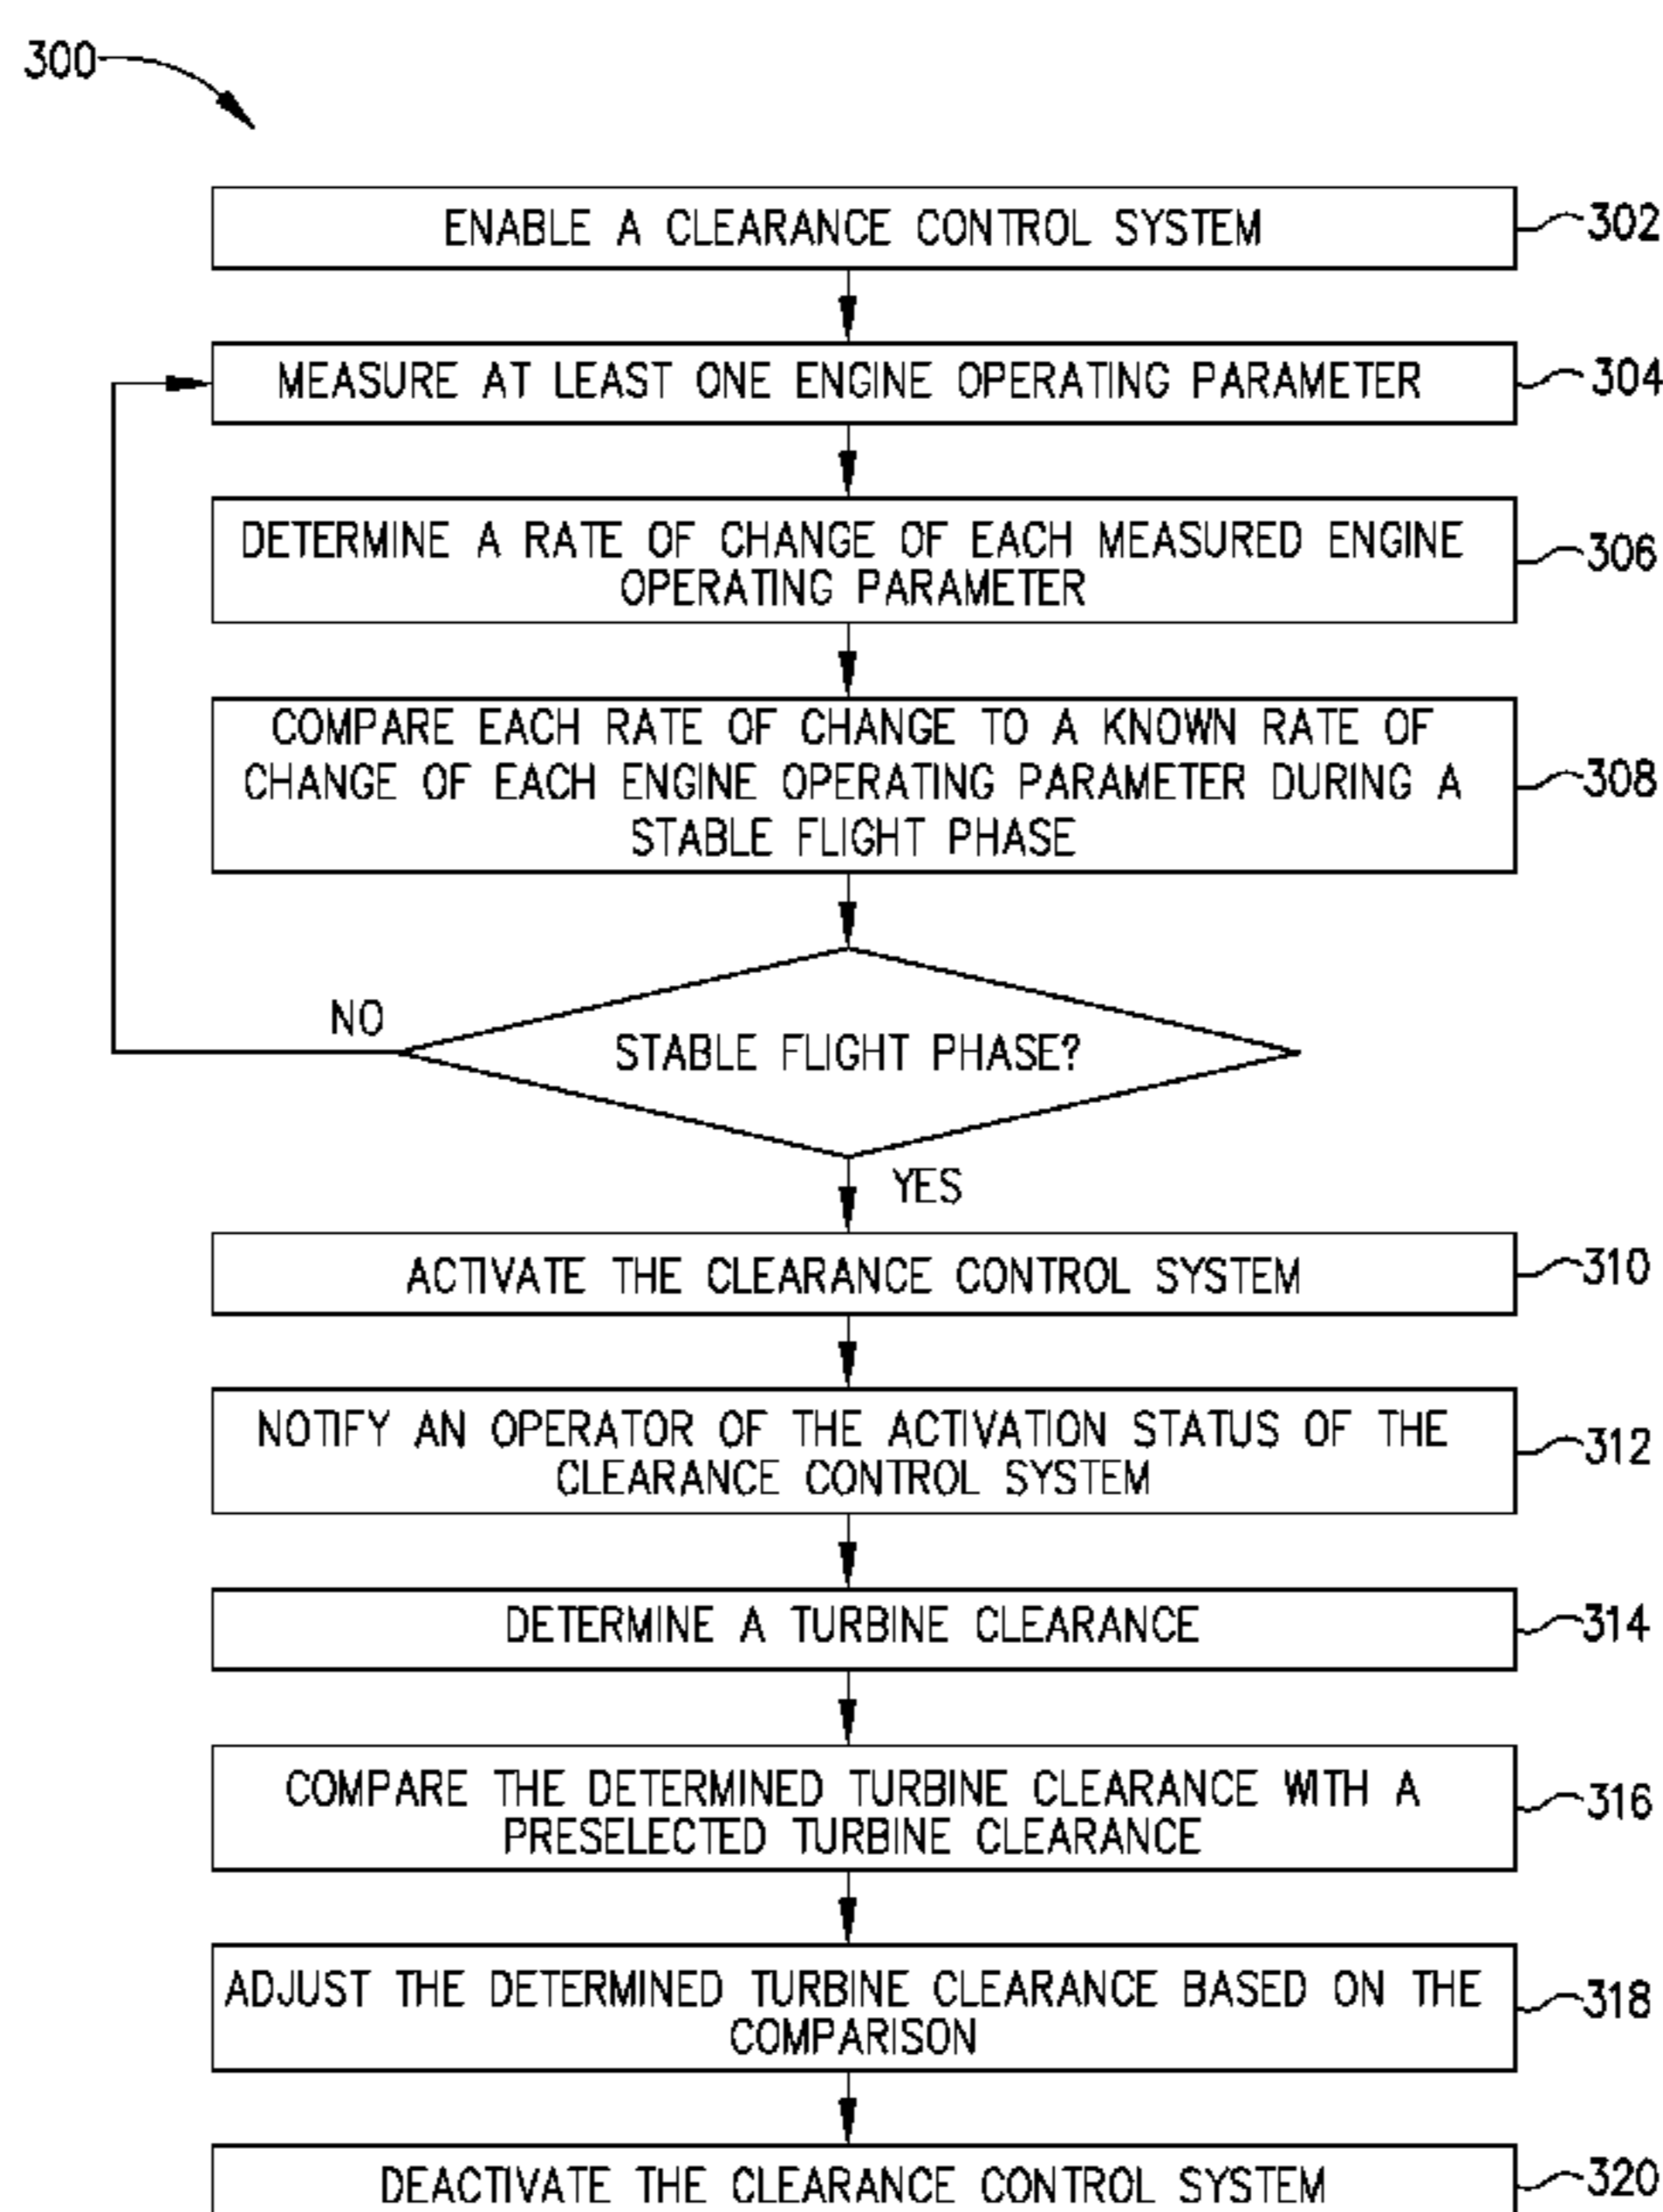 300
ENABLE A CLEARANCE CONTROL SYSTEM
302
MEASURE AT LEAST ONE ENGINE OPERATING PARAMETER
304
DETERMINE A RATE OF CHANGE OF EACH MEASURED ENGINE
OPERATING PARAMETER
306
COMPARE EACH RATE OF CHANGE TO A KNOWN RATE OF
CHANGE OF EACH ENGINE OPERATING PARAMETER DURING A
STABLE FLIGHT PHASE
308
NO
STABLE FLIGHT PHASE?
YES
ACTIVATE THE CLEARANCE CONTROL SYSTEM
310
NOTIFY AN OPERATOR OF THE ACTIVATION STATUS OF THE
CLEARANCE CONTROL SYSTEM
312
DETERMINE A TURBINE CLEARANCE
314
COMPARE THE DETERMINED TURBINE CLEARANCE WITH A
PRESELECTED TURBINE CLEARANCE
316
ADJUST THE DETERMINED TURBINE CLEARANCE BASED ON THE
COMPARISON
318
DEACTIVATE THE CLEARANCE CONTROL SYSTEM
320